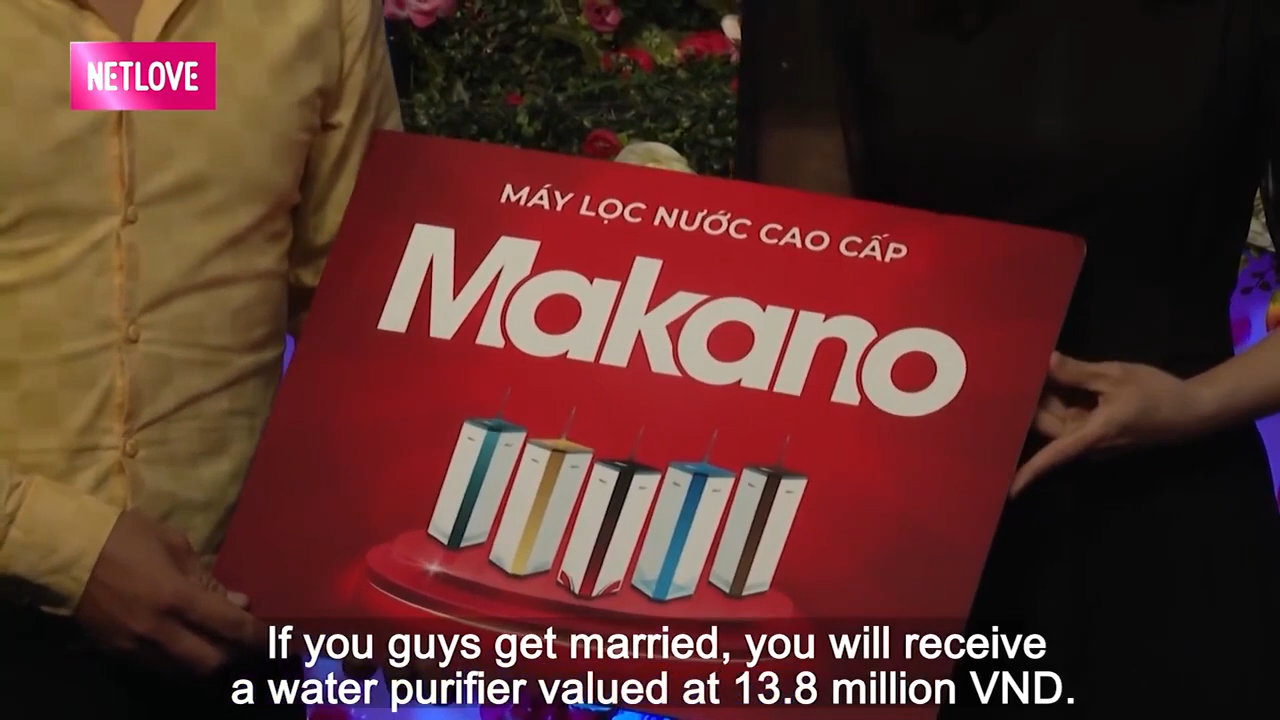 NETLOVE
MÁY LỌC NƯỚC CAO CẤP
Makano
If you guys get married, you will receive
a water purifier valued at 13.8 million VND.